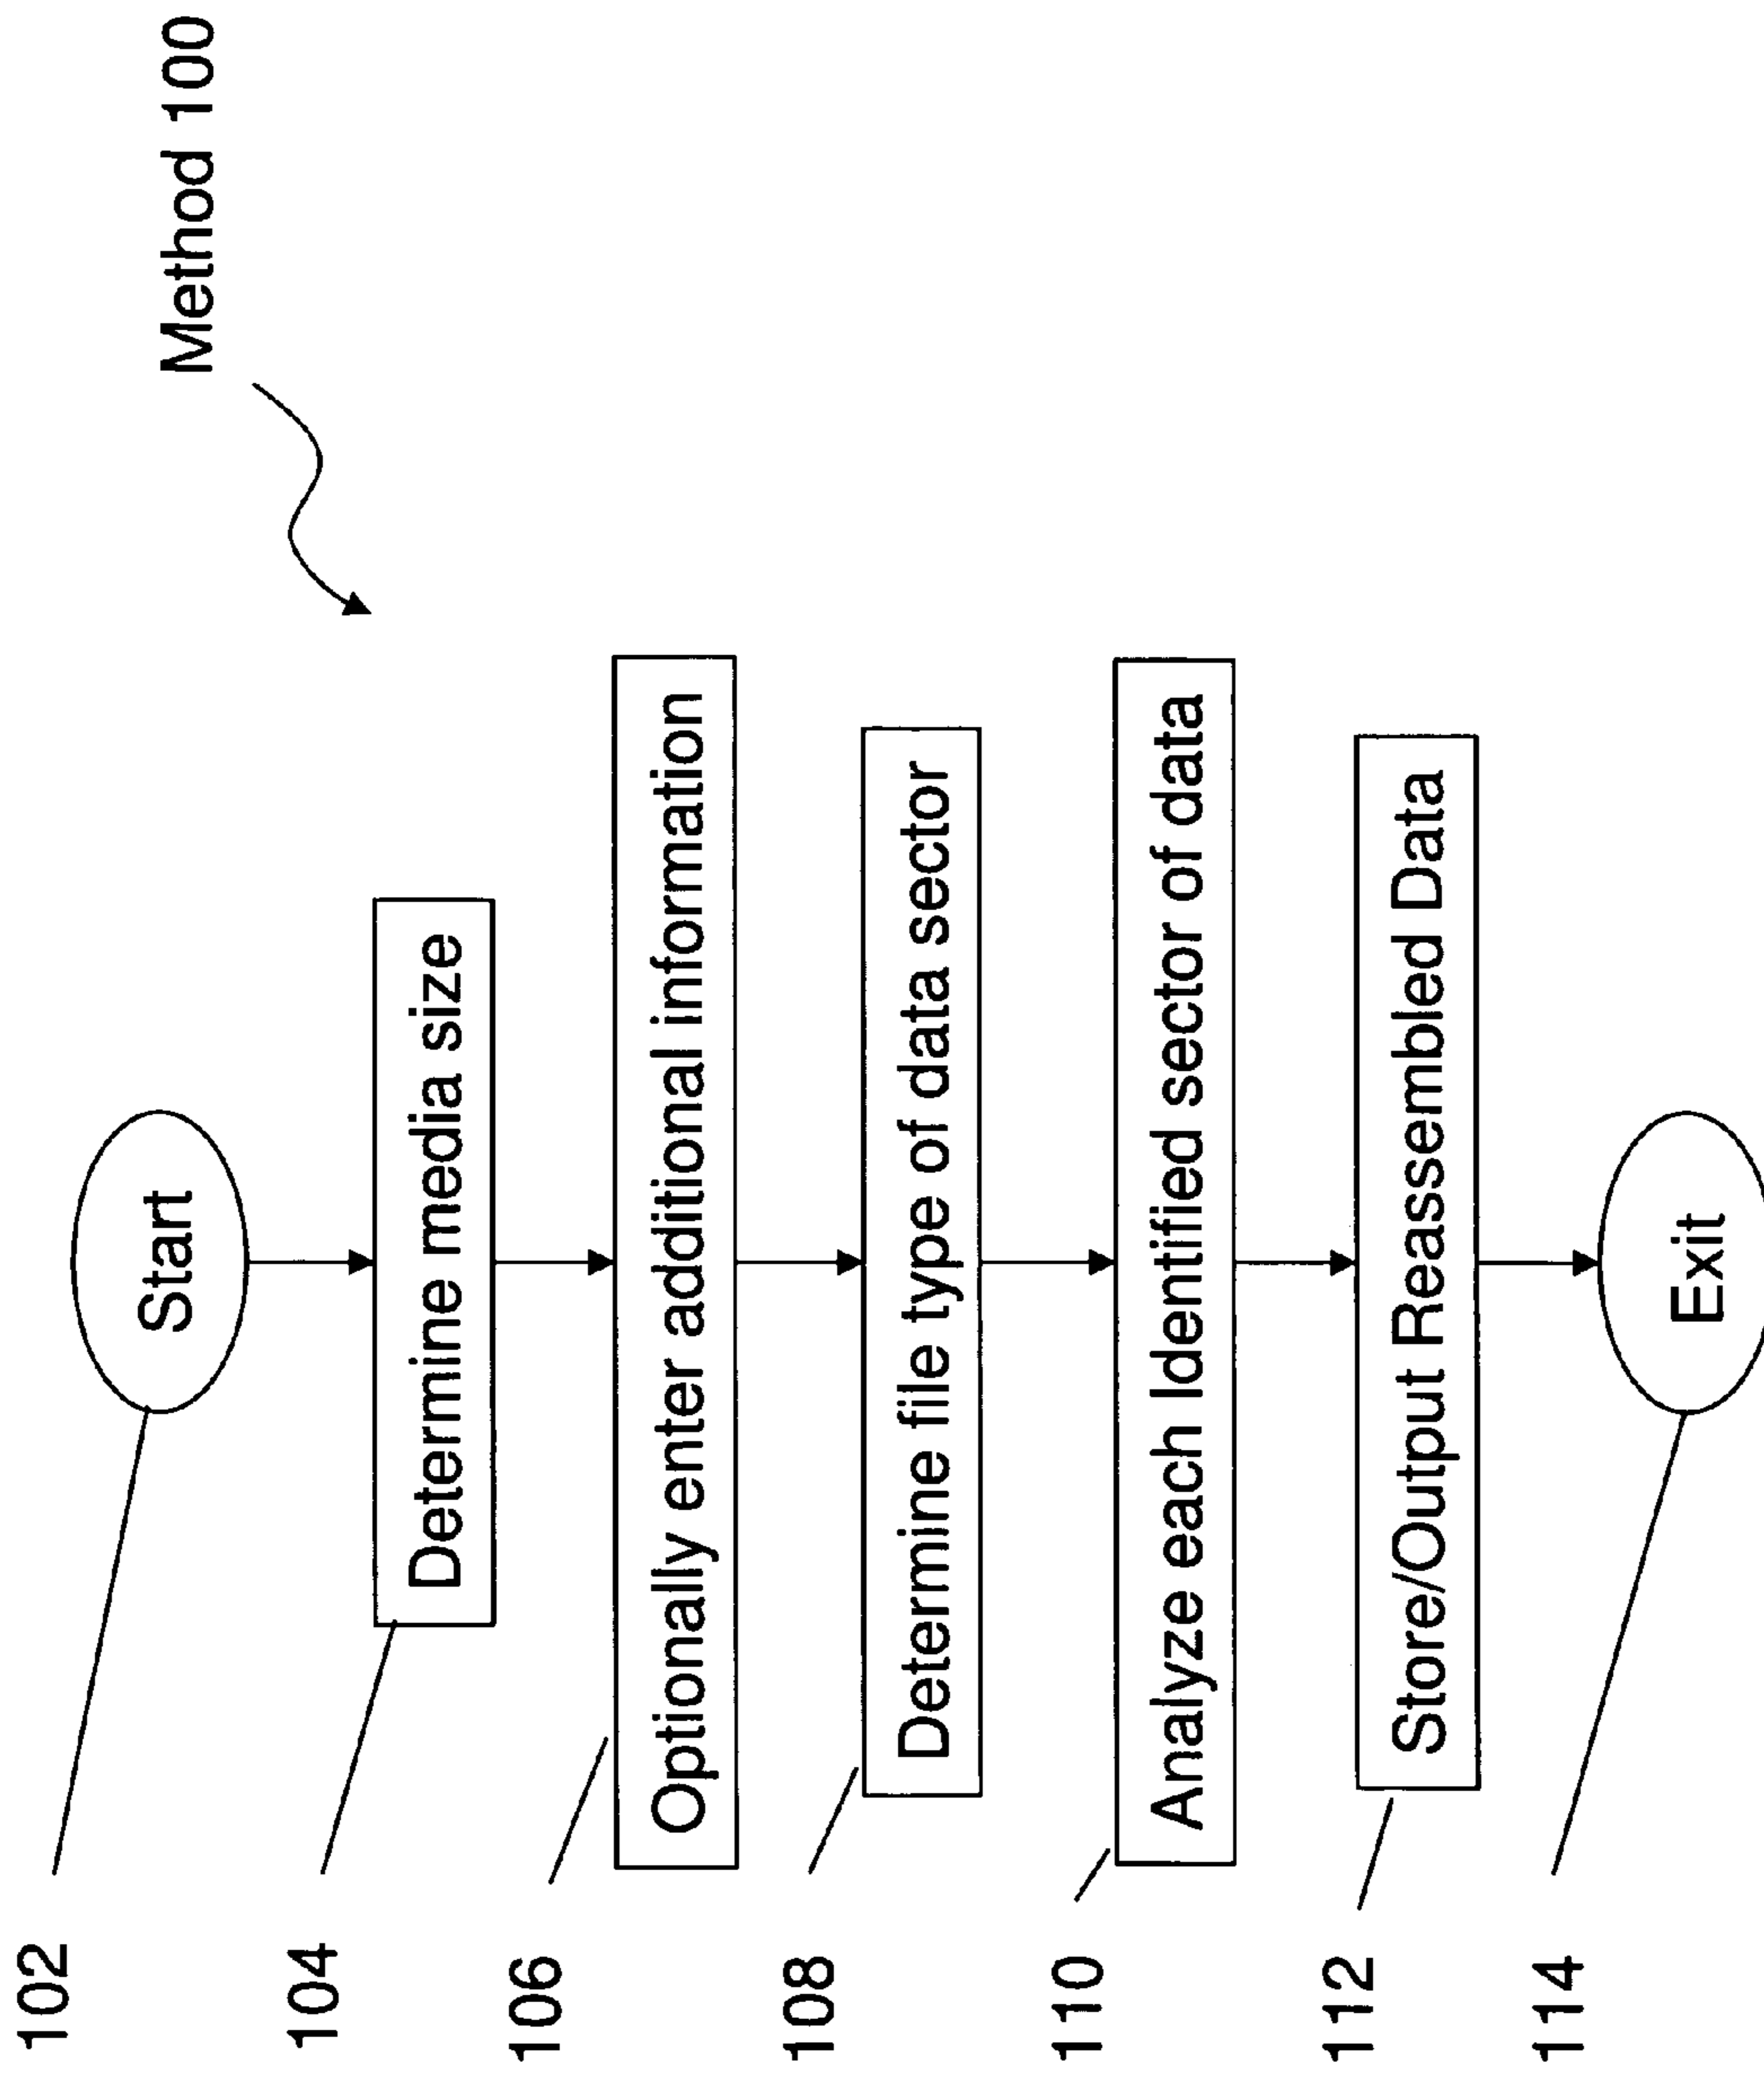 Method 100
102
Start
104
Determine media size
106
Optionally enter additional information
108
Determine file type of data sector
110
Analyze each Identified sector of data
112
Store/Output Reassembled Data
114
Exit